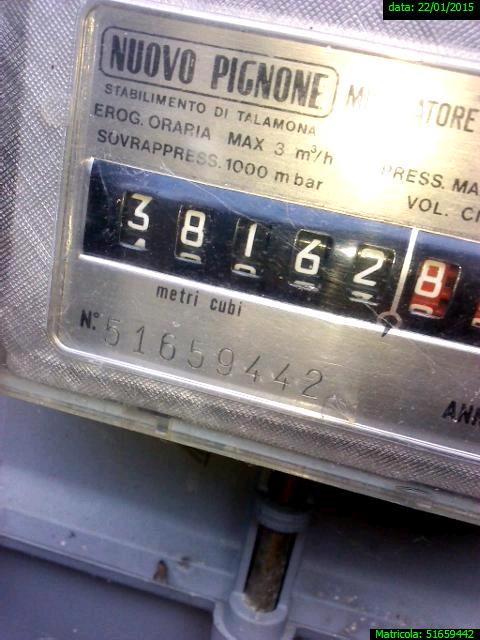 data: 22/01/2015
NUOVO PIGNONE
STABILIMENTO DI TALAMONA
EROG. ORARIA MAX 3 m³/h
SOVRAPPRESS. 1000 m bar
PRESS. MA
VOL. CI
38162 8
metri cubi
N° 51659442
Matricola: 51659442